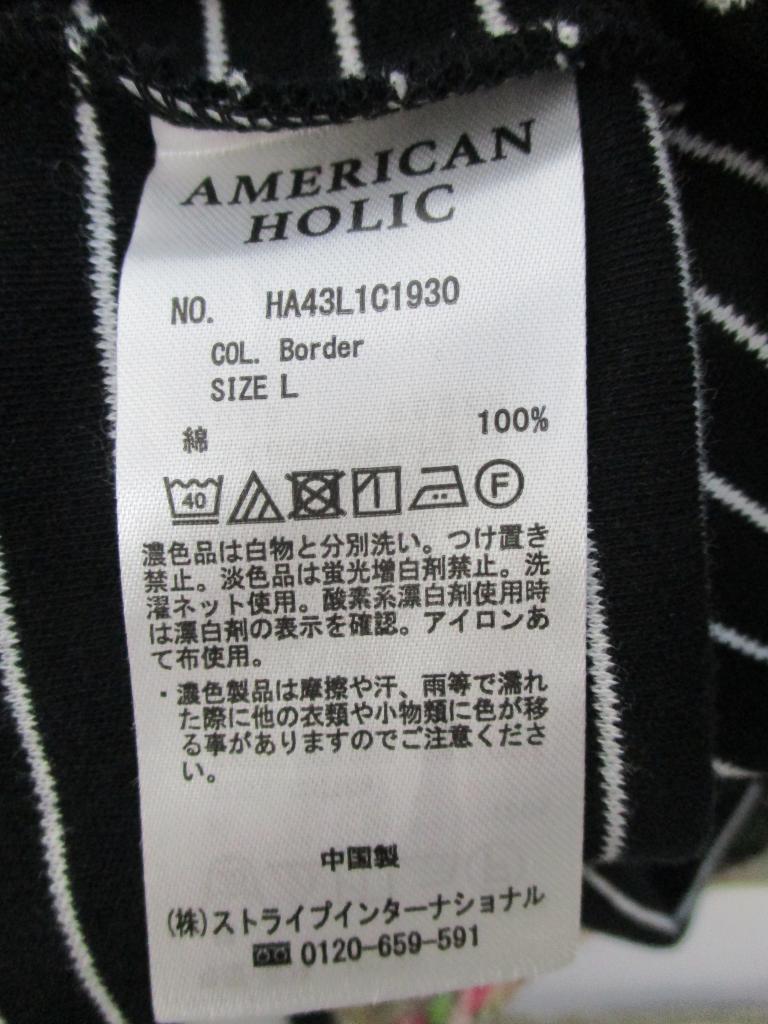 AMERICAN
HOLIC
NO. HA43L1C1930
COL. Border
SIZE L
綿 100%
40 F
濃色品は白物と分別洗い。つけ置き
禁止。淡色品は蛍光増白剤禁止。洗
濯ネット使用。酸素系漂白剤使用時
は漂白剤の表示を確認。アイロンあ
て布使用。
・濃色製品は摩擦や汗、雨等で濡れ
た際に他の衣類や小物類に色が移
る事がありますのでご注意くださ
い。
中国製
(株)ストライプインターナショナル
0120-659-591